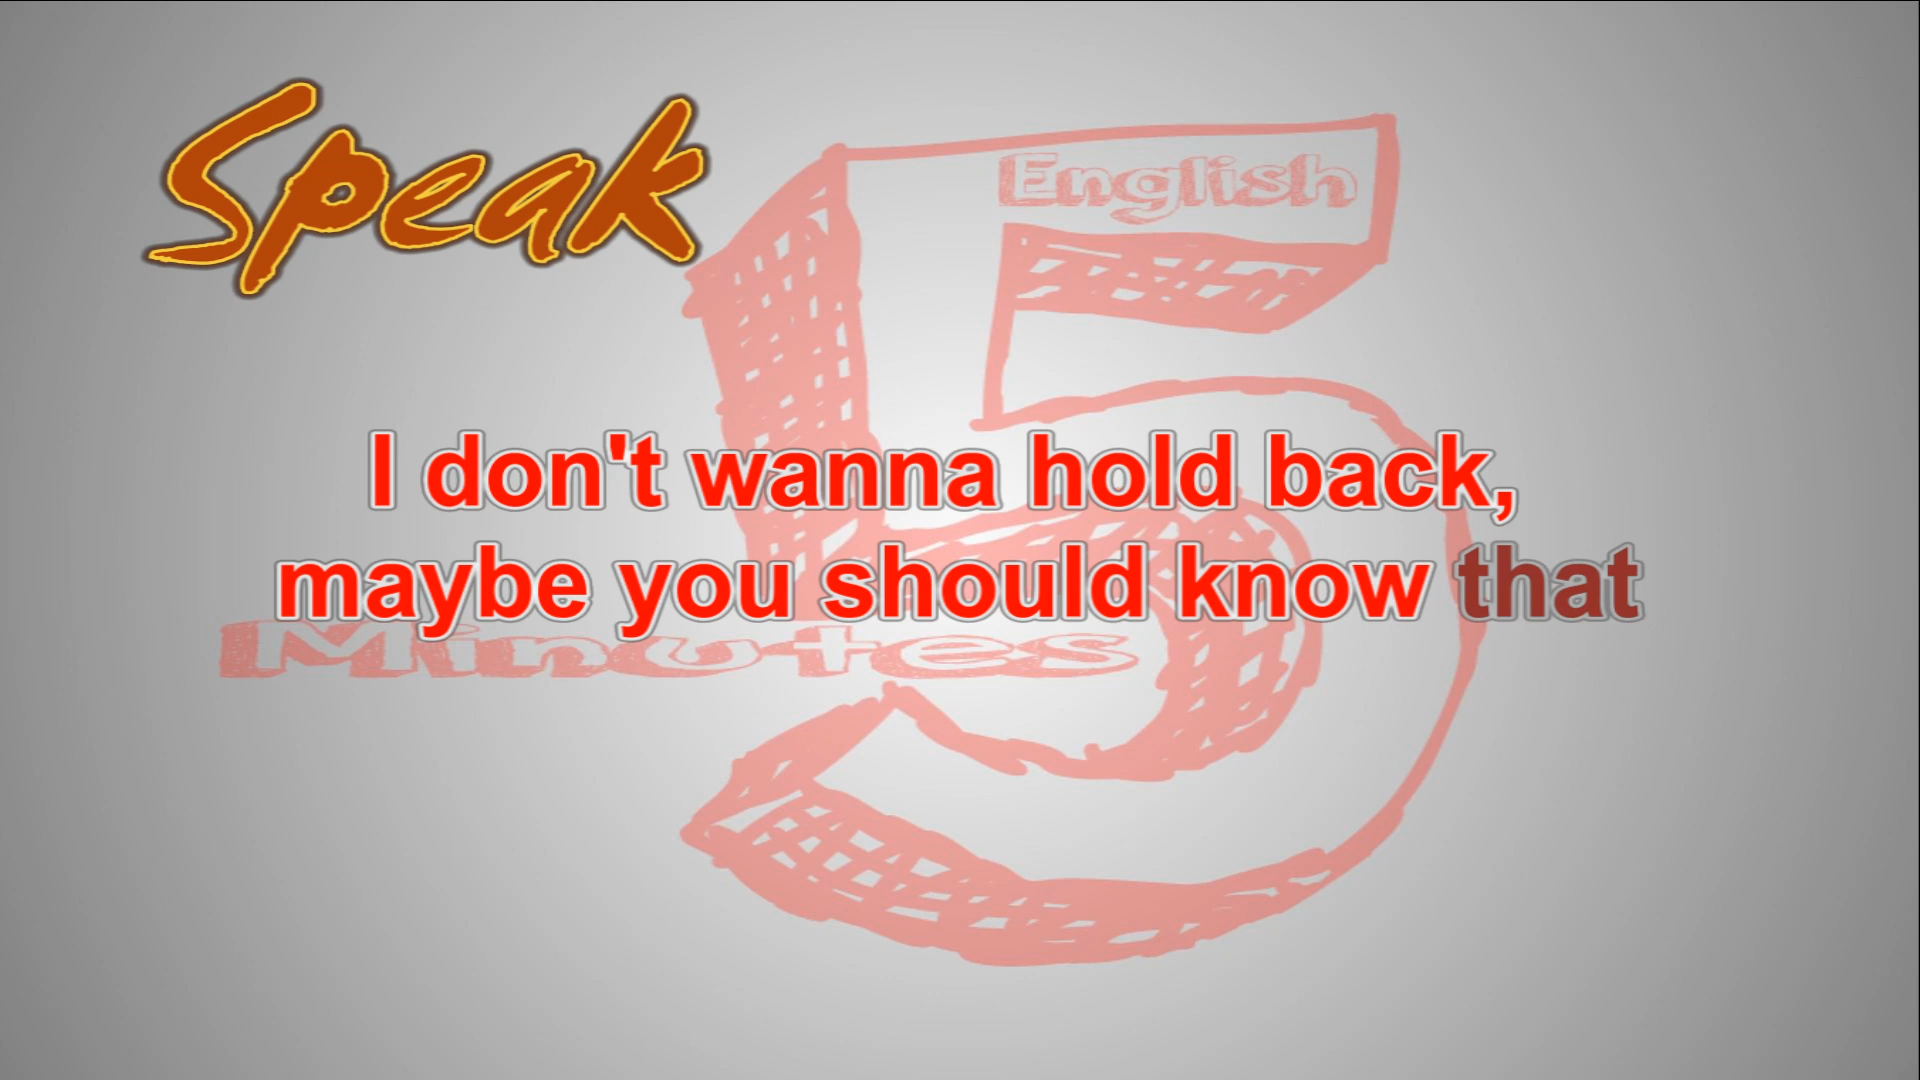 Speak
English
I don't wanna hold back,
maybe you should know that
Minutes
5